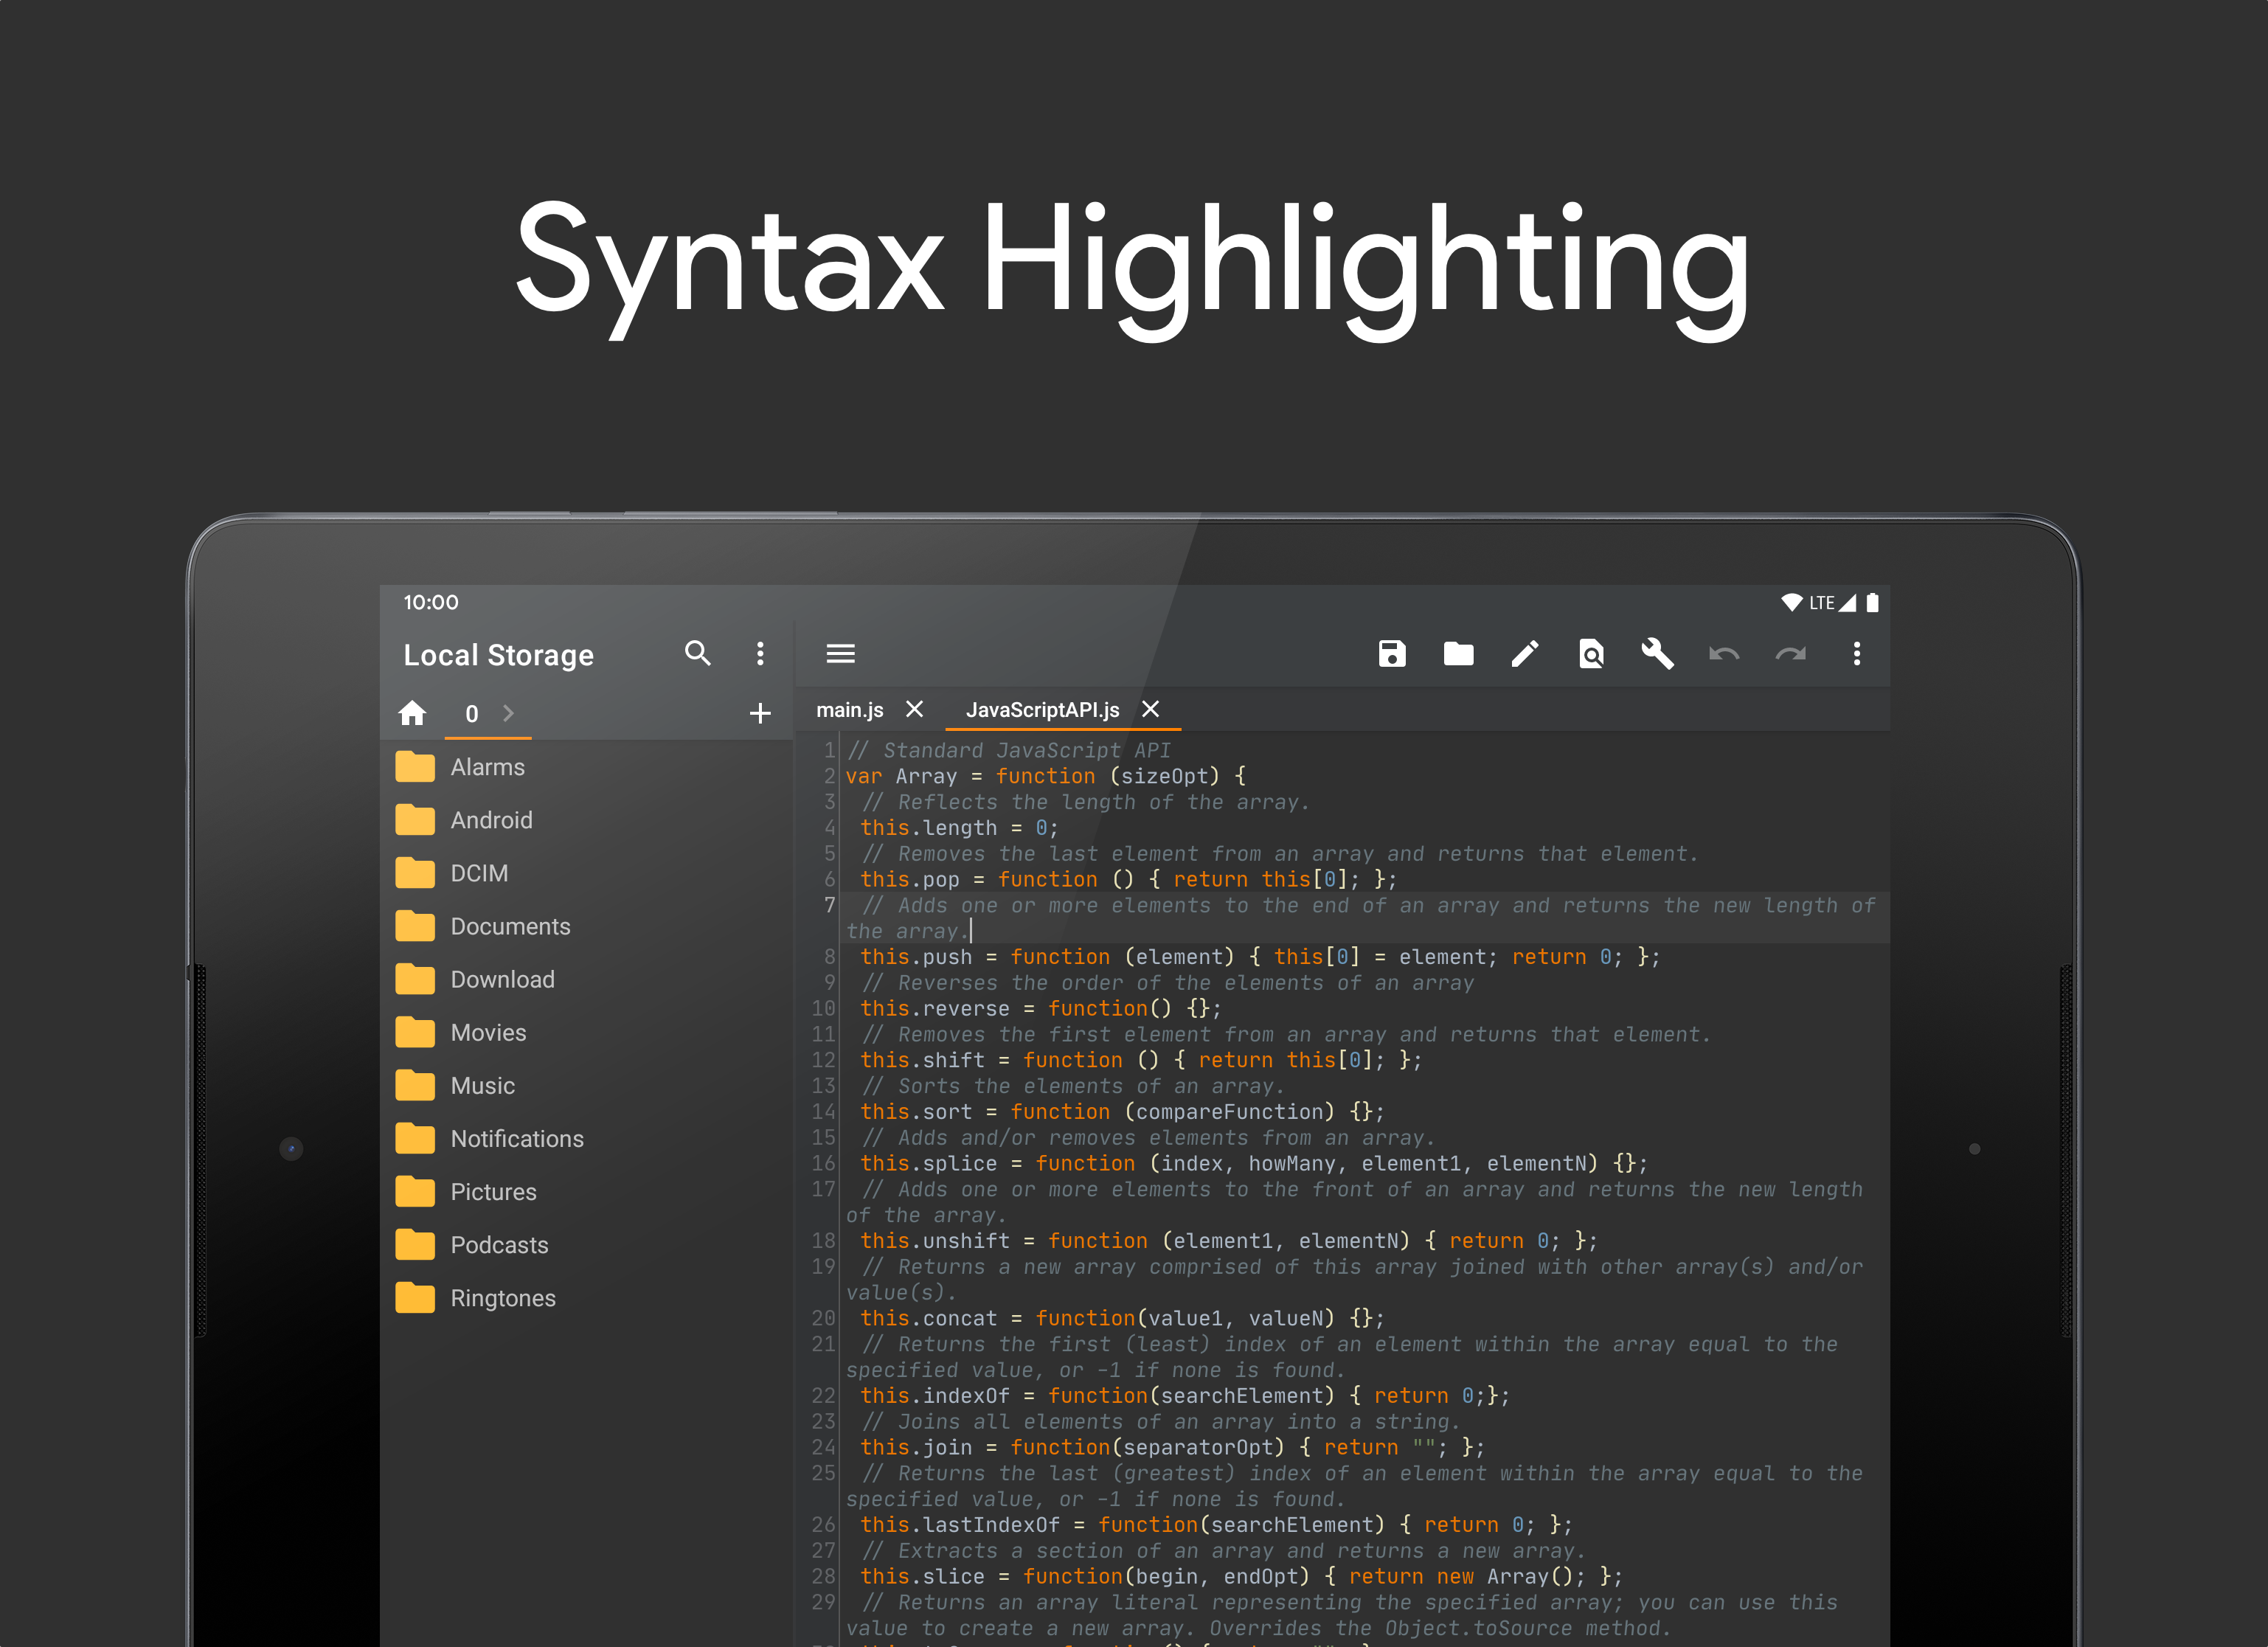 Syntax Highlighting
10:00
LTE
Local Storage
0
main.js
JavaScriptAPI.js
Alarms
Android
DCIM
Documents
Download
Movies
Music
Notifications
Pictures
Podcasts
Ringtones
1 // Standard JavaScript API
2 var Array = function (sizeOpt) {
3 // Reflects the length of the array.
4 this.length = 0;
5 // Removes the last element from an array and returns that element.
6 this.pop = function () { return this[0]; };
7 // Adds one or more elements to the end of an array and returns the new length of
the array.
8 this.push = function (element) { this[0] = element; return 0; };
9 // Reverses the order of the elements of an array
10 this.reverse = function() {};
11 // Removes the first element from an array and returns that element.
12 this.shift = function () { return this[0]; };
13 // Sorts the elements of an array.
14 this.sort = function (compareFunction) {};
15 // Adds and/or removes elements from an array.
16 this.splice = function (index, howMany, element1, elementN) {};
17 // Adds one or more elements to the front of an array and returns the new length
of the array.
18 this.unshift = function (element1, elementN) { return 0; };
19 // Returns a new array comprised of this array joined with other array(s) and/or
value(s).
20 this.concat = function(value1, valueN) {};
21 // Returns the first (least) index of an element within the array equal to the
specified value, or -1 if none is found.
22 this.indexOf = function(searchElement) { return 0;};
23 // Joins all elements of an array into a string.
24 this.join = function(separatorOpt) { return ""; };
25 // Returns the last (greatest) index of an element within the array equal to the
specified value, or -1 if none is found.
26 this.lastIndexOf = function(searchElement) { return 0; };
27 // Extracts a section of an array and returns a new array.
28 this.slice = function(begin, endOpt) { return new Array(); };
29 // Returns an array literal representing the specified array; you can use this
value to create a new array. Overrides the Object.toSource method.